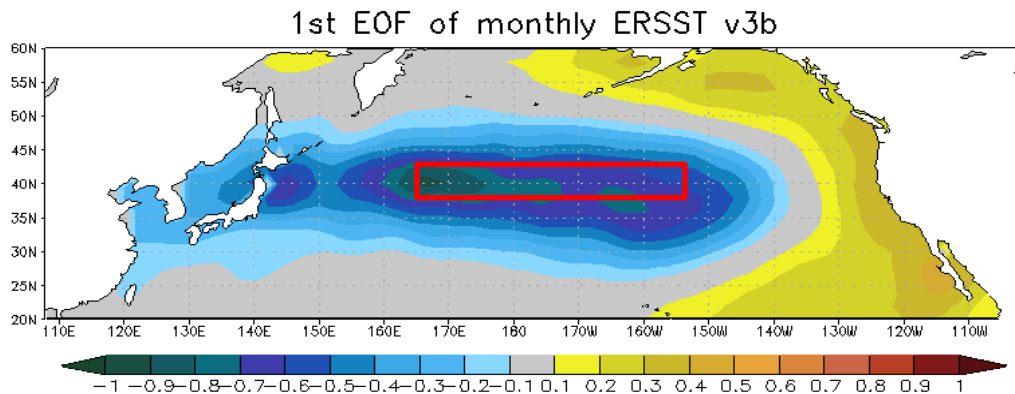 1st EOF of monthly ERSST v3b
60N
55N
50N
45N
40N
35N
30N
25N
20N
110E 120E 130E 140E 150E 160E 170E 180 170W 160W 150W 140W 130W 120W 110W
-1 -0.9 -0.8 -0.7 -0.6 -0.5 -0.4 -0.3 -0.2 -0.1 0.1 0.2 0.3 0.4 0.5 0.6 0.7 0.8 0.9 1